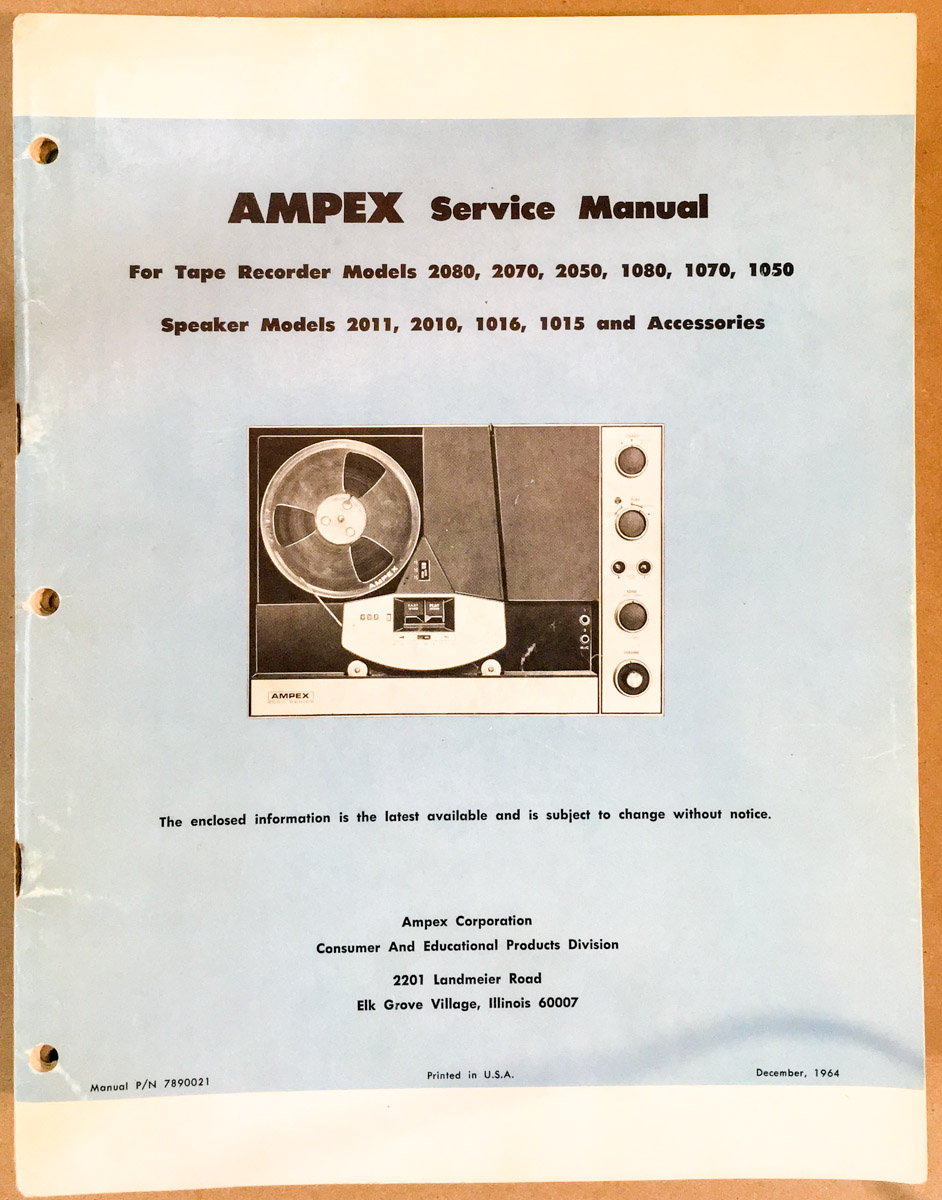 AMPEX Service Manual
For Tape Recorder Models 2080, 2070, 2050, 1080, 1070, 1050
Speaker Models 2011, 2010, 1016, 1015 and Accessories
AMPEX
AMPEX
The enclosed information is the latest available and is subject to change without notice.
Ampex Corporation
Consumer And Educational Products Division
2201 Landmeier Road
Elk Grove Village, Illinois 60007
Manual P/N 7890021
Printed in U.S.A.
December, 1964